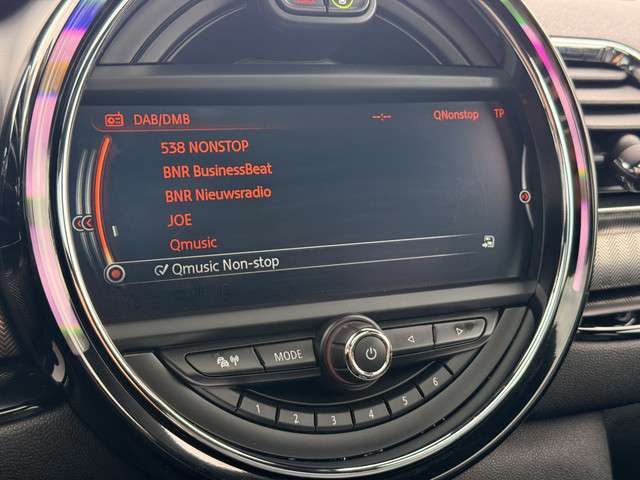 DAB/DMB --:-- QNonstop TP
538 NONSTOP
BNR BusinessBeat
BNR Nieuwsradio
JOE
Qmusic
Qmusic Non-stop
MODE
1 2 3 4 5 6